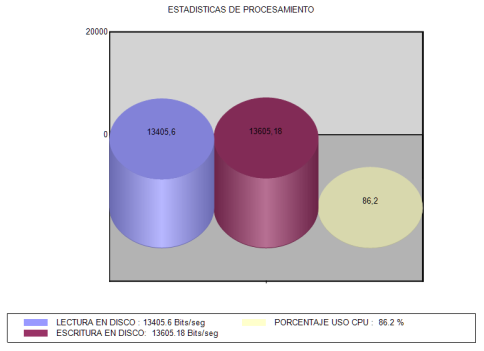 ESTADISTICAS DE PROCESAMIENTO
20000
13405,6
13605,18
0
86,2
LECTURA EN DISCO : 13405.6 Bits/seg
PORCENTAJE USO CPU : 86.2 %
ESCRITURA EN DISCO: 13605.18 Bits/seg